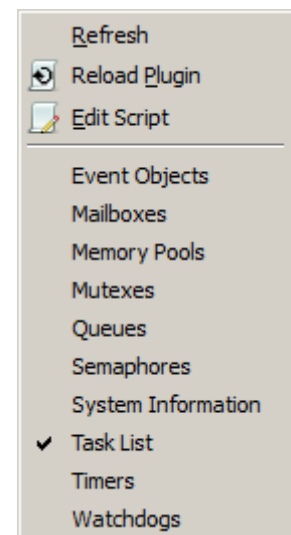 Refresh
Reload Plugin
Edit Script
Event Objects
Mailboxes
Memory Pools
Mutexes
Queues
Semaphores
System Information
Task List
Timers
Watchdogs